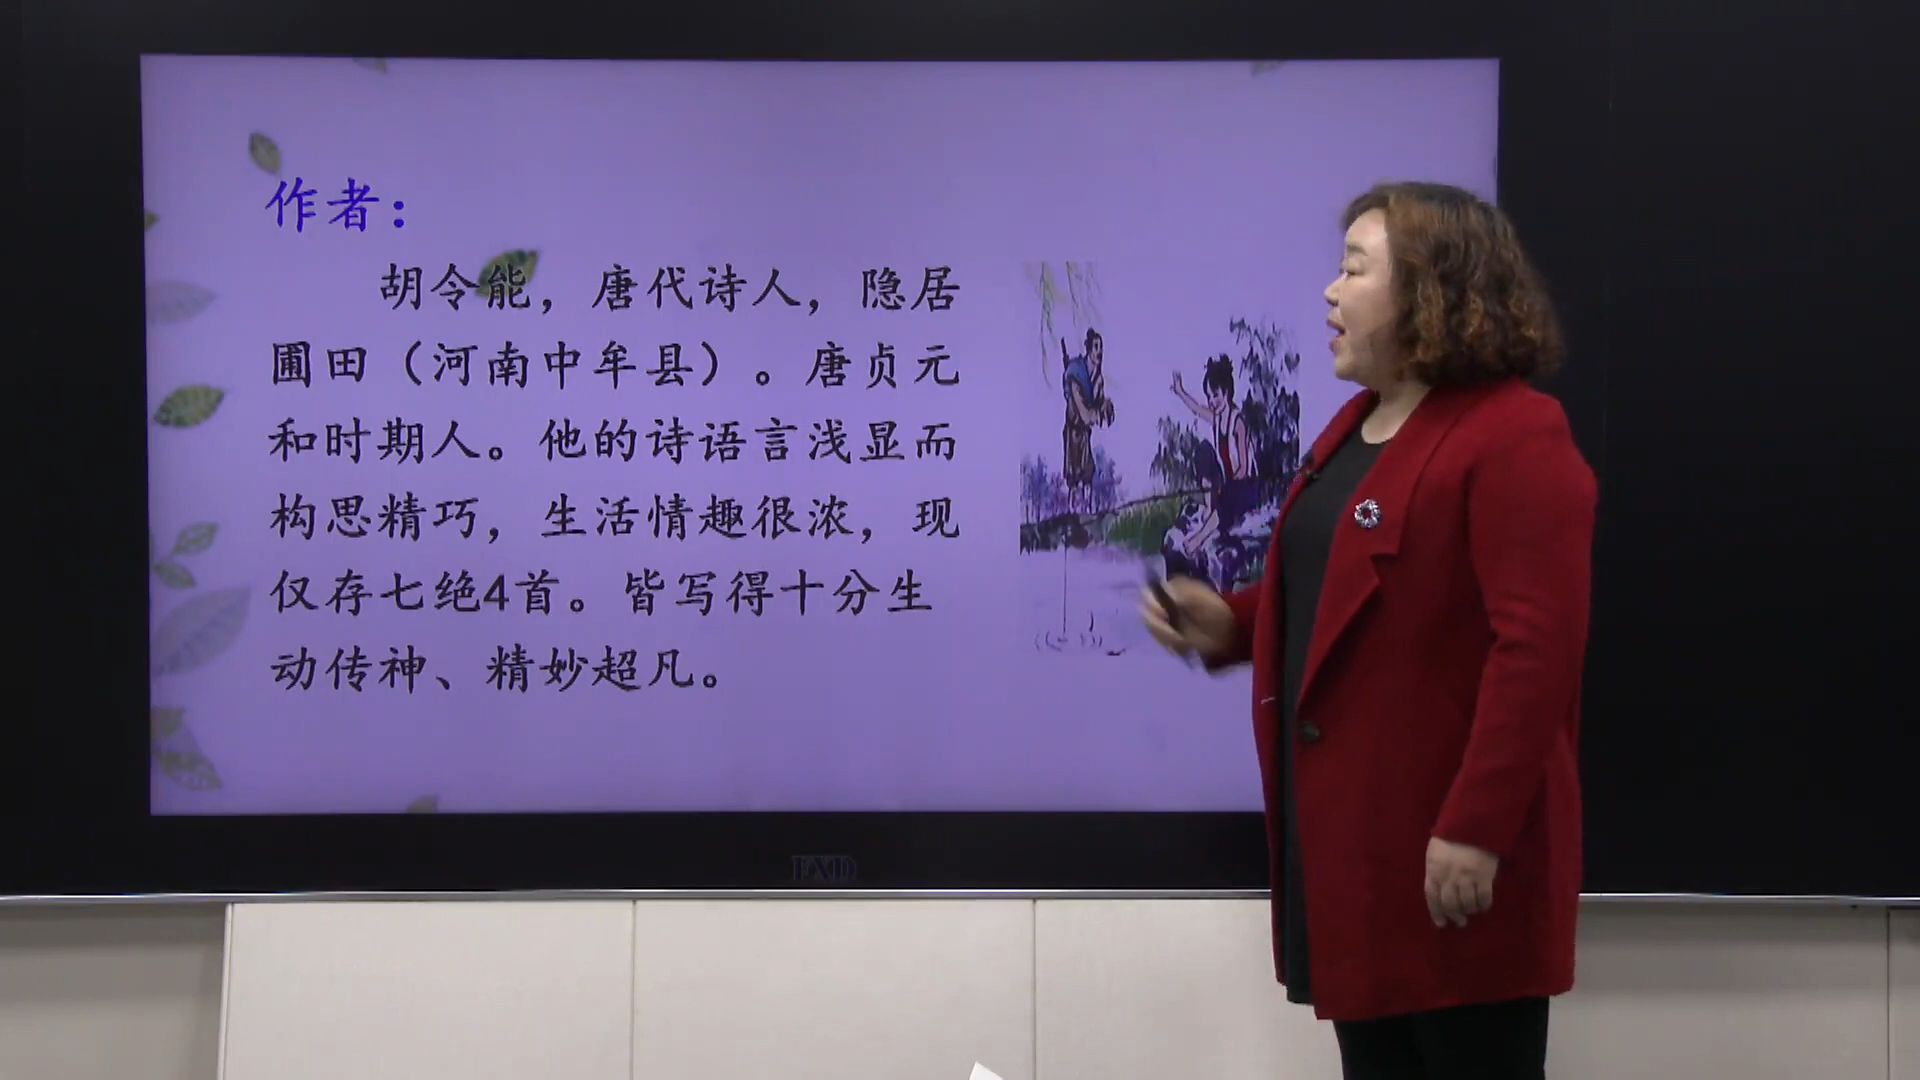 作者：
胡令能，唐代诗人，隐居
圃田（河南中牟县）。唐贞元
和时期人。他的诗语言浅显而
构思精巧，生活情趣很浓，现
仅存七绝4首。皆写得十分生
动传神、精妙超凡。
EXD